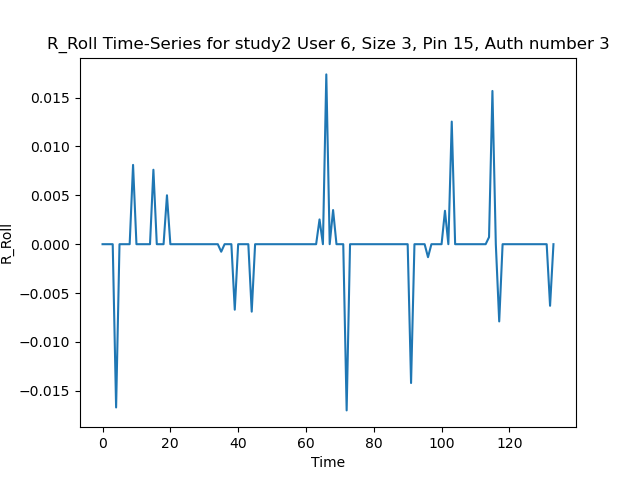 R_Roll Time-Series for study2 User 6, Size 3, Pin 15, Auth number 3
0.015
0.010
0.005
0.000
−0.005
−0.010
−0.015
R_Roll
0 20 40 60 80 100 120
Time